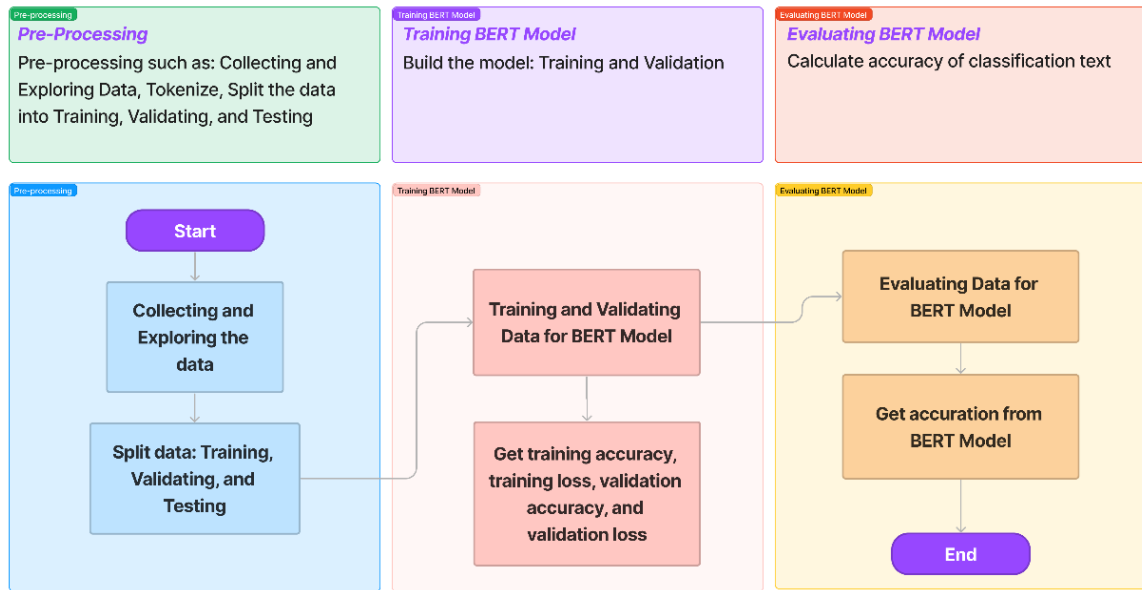 Pre-processing
Pre-Processing
Pre-processing such as: Collecting and
Exploring Data, Tokenize, Split the data
into Training, Validating, and Testing
Training BERT Model
Training BERT Model
Build the model: Training and Validation
Evaluating BERT Model
Evaluating BERT Model
Calculate accuracy of classification text
Pre-processing
Start
Collecting and
Exploring the
data
Split data: Training,
Validating, and
Testing
Training BERT Model
Training and Validating
Data for BERT Model
Get training accuracy,
training loss, validation
accuracy, and
validation loss
Evaluating BERT Model
Evaluating Data for
BERT Model
Get accuration from
BERT Model
End